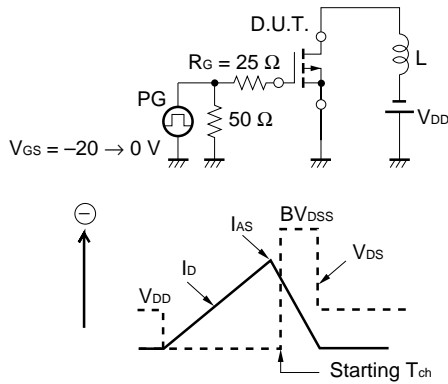 D.U.T.
RG = 25 Ω
L
PG
50 Ω
VDD
VGS = –20 → 0 V
−
IAS
BVDSS
ID
VDS
VDD
Starting Tch